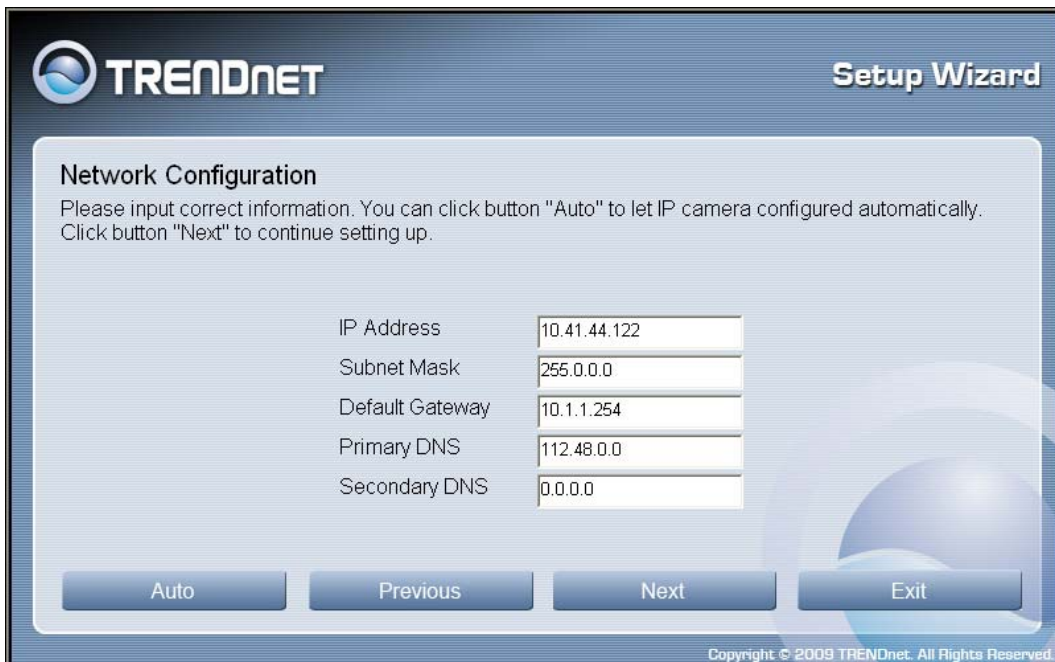 TRENDNET
Setup Wizard
Network Configuration
Please input correct information. You can click button "Auto" to let IP camera configured automatically.
Click button "Next" to continue setting up.
IP Address 10.41.44.122
Subnet Mask 255.0.0.0
Default Gateway 10.1.1.254
Primary DNS 112.48.0.0
Secondary DNS 0.0.0.0
Auto Previous Next Exit
Copyright © 2009 TRENDnet. All Rights Reserved.